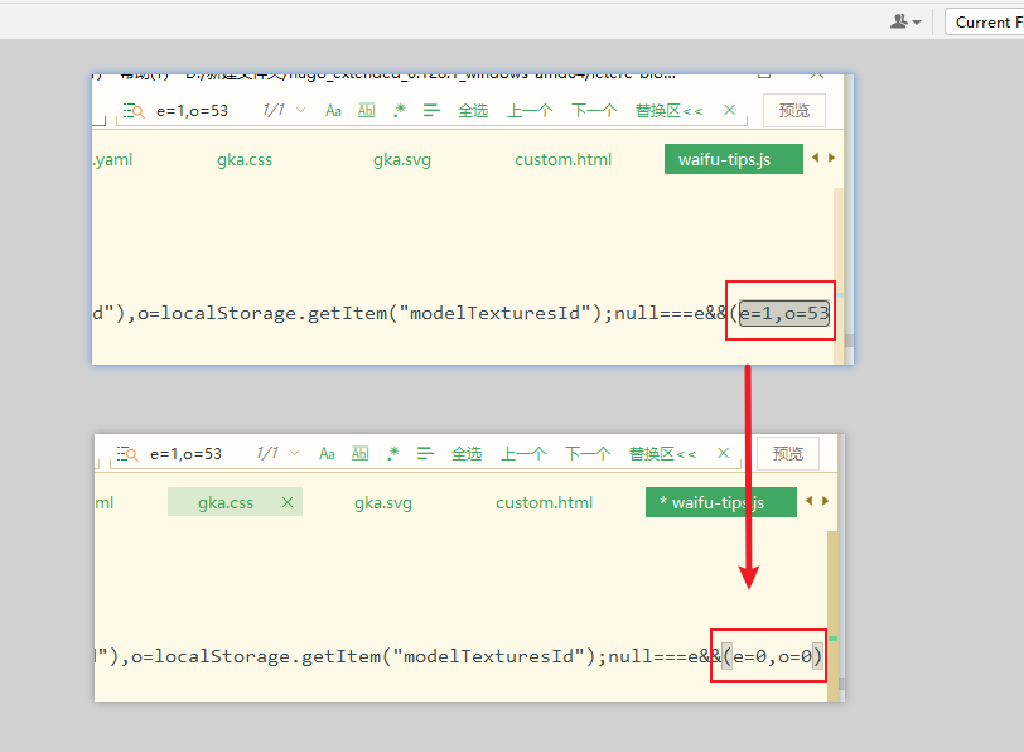 Current
e=1,o=53 1/1 Aa Ab| .* 全选 上一个 下一个 替换区<< × 预览
.yaml gka.css gka.svg custom.html waifu-tips.js
d"),o=localStorage.getItem("modelTexturesId");null===e&&(e=1,o=53
e=1,o=53 1/1 Aa Ab| .* 全选 上一个 下一个 替换区<< × 预览
ml gka.css × gka.svg custom.html * waifu-tips.js
"),o=localStorage.getItem("modelTexturesId");null===e&&(e=0,o=0)